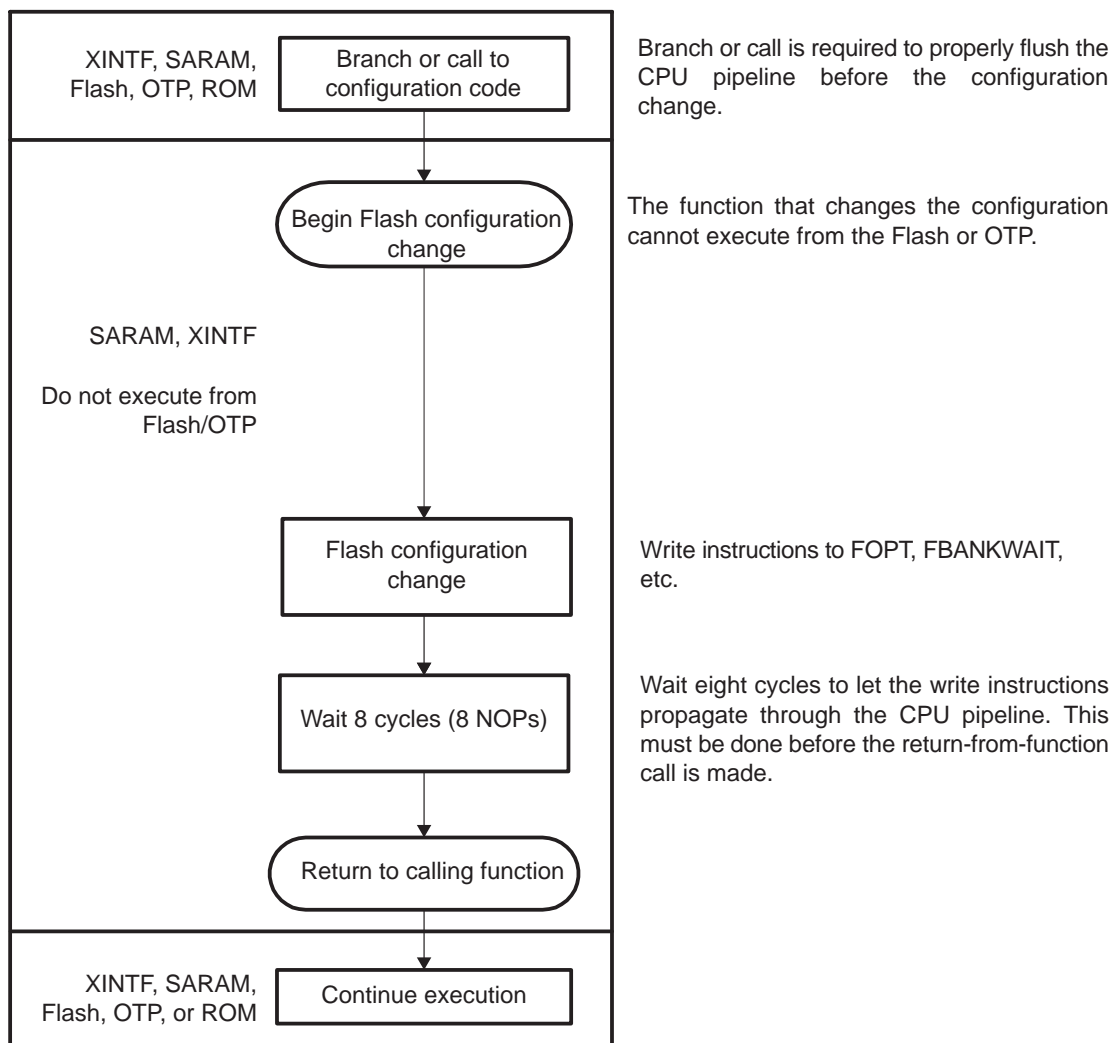 XINTF, SARAM,
Flash, OTP, ROM
Branch or call to
configuration code
Branch or call is required to properly flush the
CPU pipeline before the configuration
change.
Begin Flash configuration
change
The function that changes the configuration
cannot execute from the Flash or OTP.
SARAM, XINTF
Do not execute from
Flash/OTP
Flash configuration
change
Write instructions to FOPT, FBANKWAIT,
etc.
Wait 8 cycles (8 NOPs)
Wait eight cycles to let the write instructions
propagate through the CPU pipeline. This
must be done before the return-from-function
call is made.
Return to calling function
XINTF, SARAM,
Flash, OTP, or ROM
Continue execution